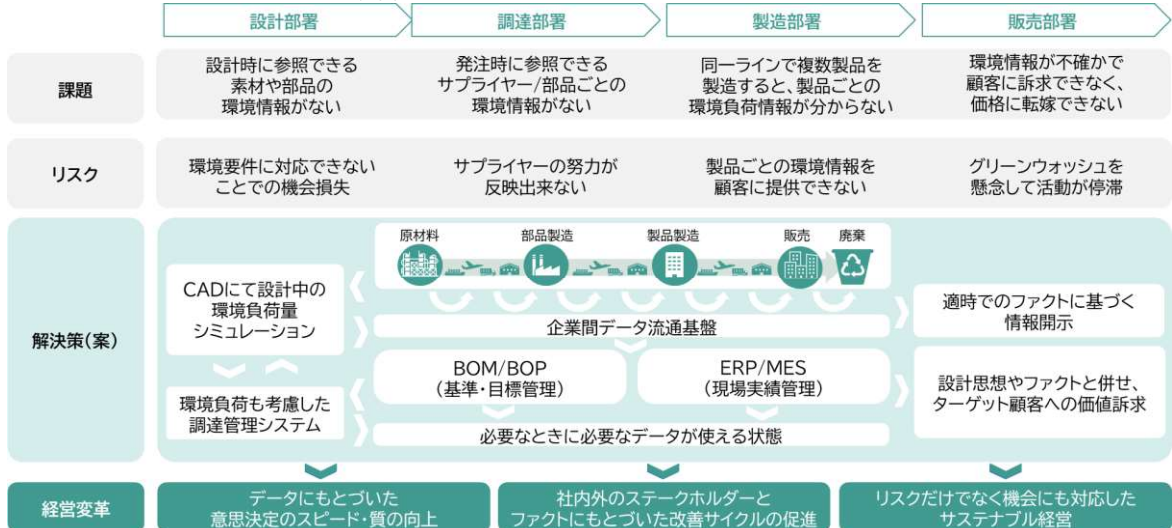 設計部署
調達部署
製造部署
販売部署
課題
設計時に参照できる
素材や部品の
環境情報がない
発注時に参照できる
サプライヤー/部品ごとの
環境情報がない
同一ラインで複数製品を
製造すると、製品ごとの
環境負荷情報が分からない
環境情報が不確かで
顧客に訴求できなく、
価格に転嫁できない
リスク
環境要件に対応できない
ことでの機会損失
サプライヤーの努力が
反映出来ない
製品ごとの環境情報を
顧客に提供できない
グリーンウォッシュを
懸念して活動が停滞
解決策(案)
CADにて設計中の
環境負荷量
シミュレーション
環境負荷も考慮した
調達管理システム
原材料
部品製造
製品製造
販売
廃棄
企業間データ流通基盤
BOM/BOP
(基準・目標管理)
ERP/MES
(現場実績管理)
必要なときに必要なデータが使える状態
適時でのファクトに基づく
情報開示
設計思想やファクトと併せ、
ターゲット顧客への価値訴求
経営変革
データにもとづいた
意思決定のスピード・質の向上
社内外のステークホルダーと
ファクトにもとづいた改善サイクルの促進
リスクだけでなく機会にも対応した
サステナブル経営